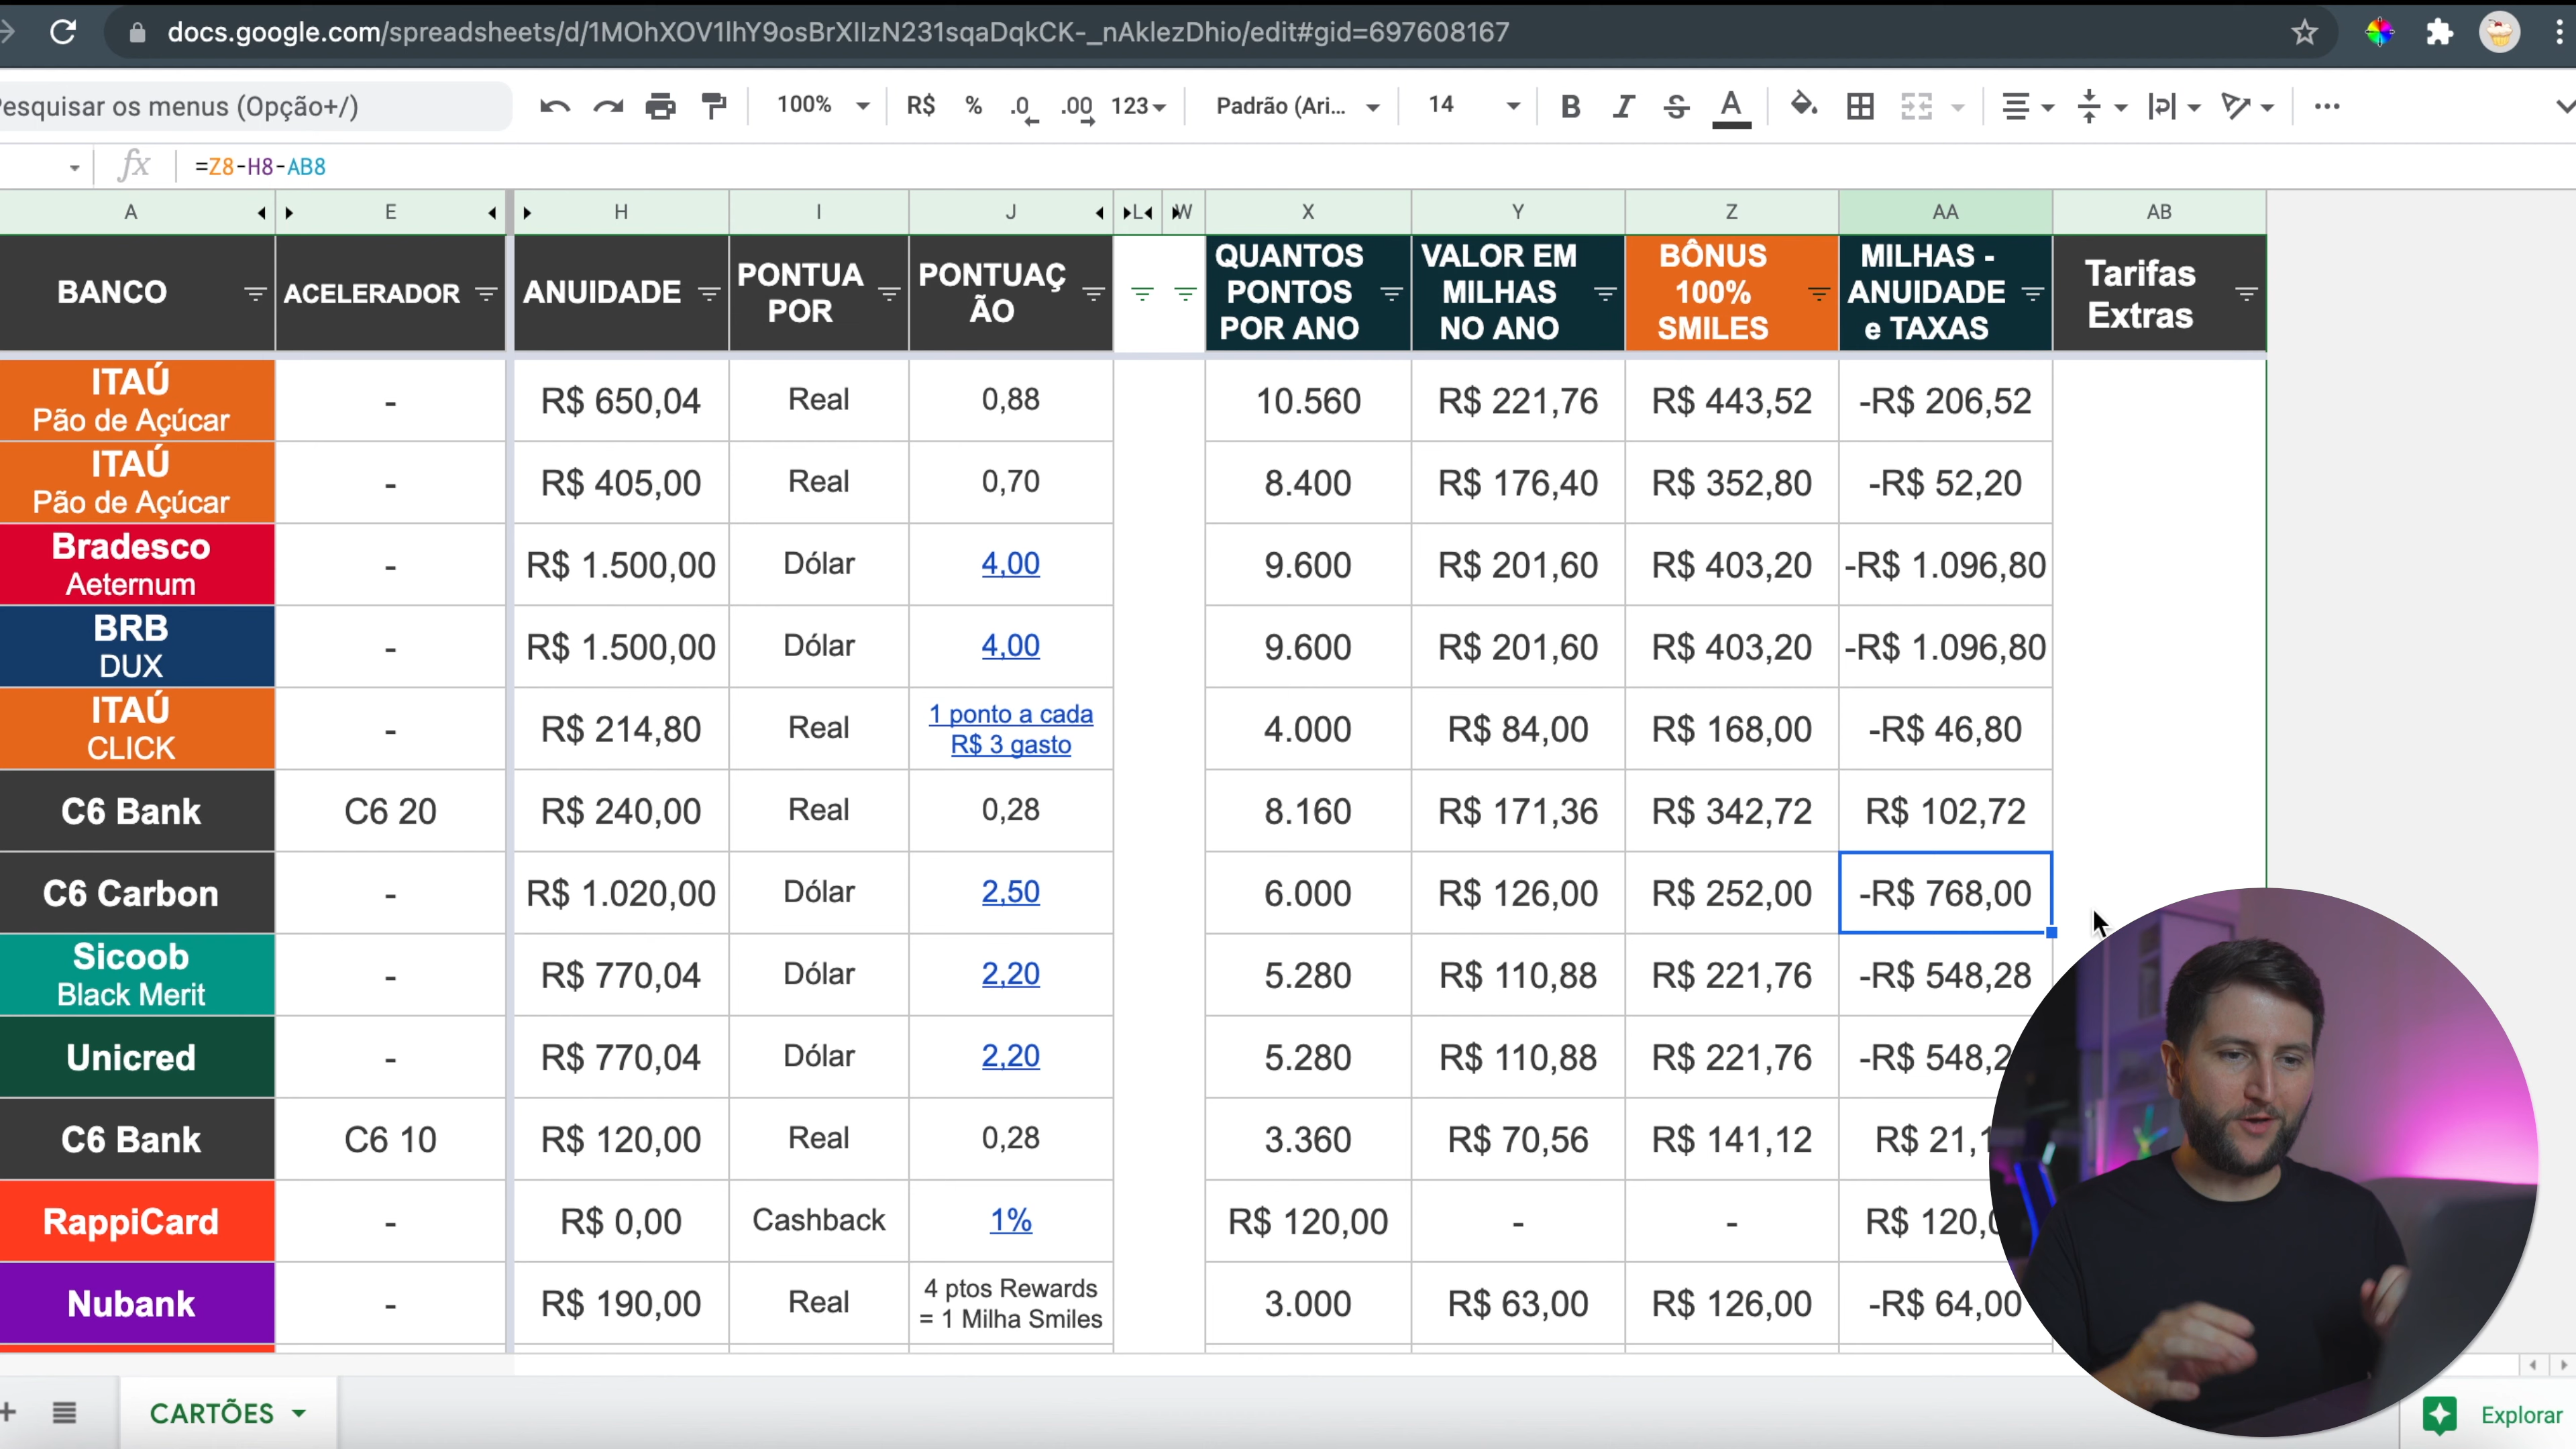 docs.google.com/spreadsheets/d/1MOhXOV1lhY9osBrXIIzN231sqaDqkCK-_nAklezDhio/edit#gid=697608167
esquisar os menus (Opção+/)
100% R$ % .0 .00 123 Padrão (Ari... 14 B I S A
fx =Z8-H8-AB8
A E H I J L W X Y Z AA AB
BANCO
ACELERADOR
ANUIDADE
PONTUA
POR
PONTUAÇ
ÃO
QUANTOS
PONTOS
POR ANO
VALOR EM
MILHAS
NO ANO
BÔNUS
100%
SMILES
MILHAS -
ANUIDADE
e TAXAS
Tarifas
Extras
ITAÚ
Pão de Açúcar
- R$ 650,04 Real 0,88 10.560 R$ 221,76 R$ 443,52 -R$ 206,52
ITAÚ
Pão de Açúcar
- R$ 405,00 Real 0,70 8.400 R$ 176,40 R$ 352,80 -R$ 52,20
Bradesco
Aeternum
- R$ 1.500,00 Dólar 4,00 9.600 R$ 201,60 R$ 403,20 -R$ 1.096,80
BRB
DUX
- R$ 1.500,00 Dólar 4,00 9.600 R$ 201,60 R$ 403,20 -R$ 1.096,80
ITAÚ
CLICK
- R$ 214,80 Real
1 ponto a cada
R$ 3 gasto
4.000 R$ 84,00 R$ 168,00 -R$ 46,80
C6 Bank C6 20 R$ 240,00 Real 0,28 8.160 R$ 171,36 R$ 342,72 R$ 102,72
C6 Carbon - R$ 1.020,00 Dólar 2,50 6.000 R$ 126,00 R$ 252,00 -R$ 768,00
Sicoob
Black Merit
- R$ 770,04 Dólar 2,20 5.280 R$ 110,88 R$ 221,76 -R$ 548,28
Unicred - R$ 770,04 Dólar 2,20 5.280 R$ 110,88 R$ 221,76 -R$ 548,2
C6 Bank C6 10 R$ 120,00 Real 0,28 3.360 R$ 70,56 R$ 141,12 R$ 21,1
RappiCard - R$ 0,00 Cashback 1% R$ 120,00 - - R$ 120,0
Nubank - R$ 190,00 Real
4 ptos Rewards
= 1 Milha Smiles
3.000 R$ 63,00 R$ 126,00 -R$ 64,00
CARTÕES
Explorar